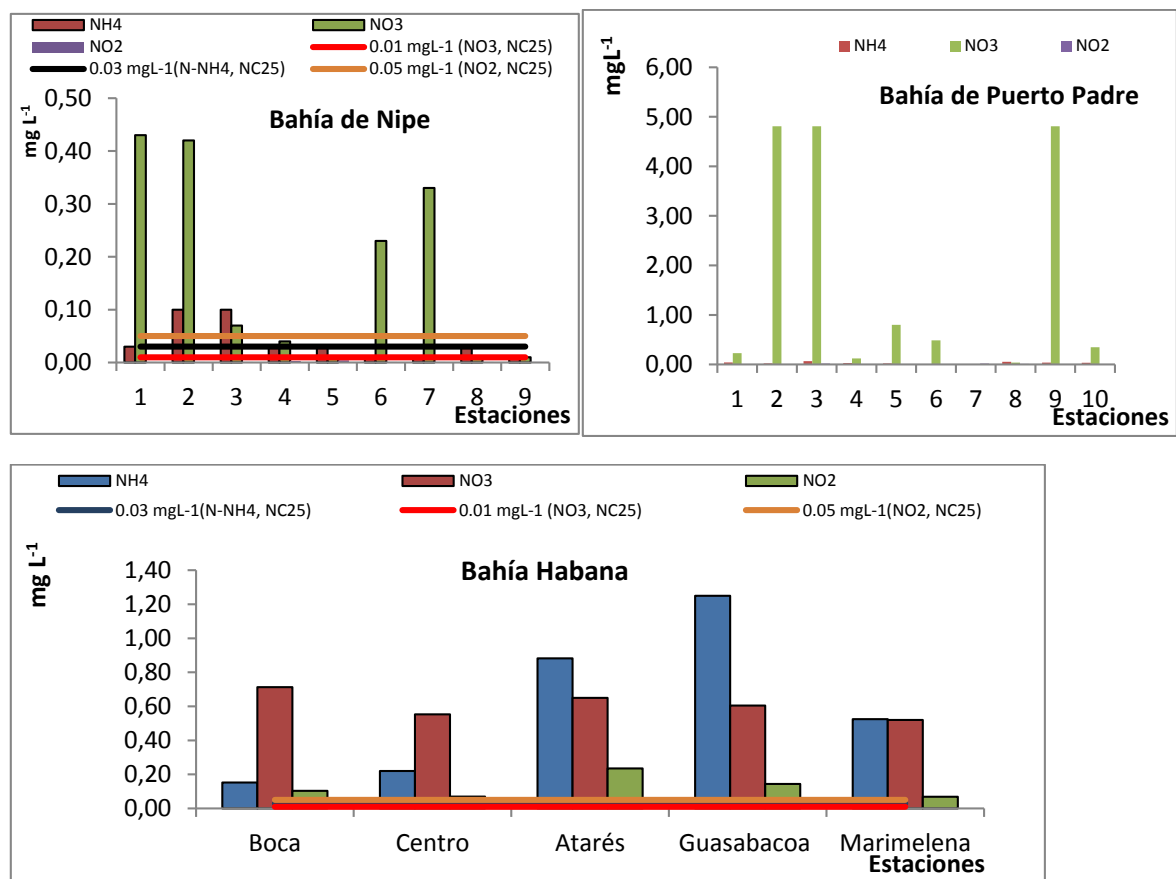 NH4 NO3
NO2 0.01 mgL-1 (NO3, NC25)
0.03 mgL-1(N-NH4, NC25) 0.05 mgL-1 (NO2, NC25)
Bahía de Nipe
mg L-1
0,50
0,40
0,30
0,20
0,10
0,00
1 2 3 4 5 6 7 8 9
Estaciones
NH4 NO3 NO2
mgL-1
Bahía de Puerto Padre
6,00
5,00
4,00
3,00
2,00
1,00
0,00
1 2 3 4 5 6 7 8 9 10
Estaciones
NH4 NO3 NO2
0.03 mgL-1(N-NH4, NC25) 0.01 mgL-1 (NO3, NC25) 0.05 mgL-1(NO2, NC25)
Bahía Habana
mg L-1
1,40
1,20
1,00
0,80
0,60
0,40
0,20
0,00
Boca Centro Atarés Guasabacoa Marimelena
Estaciones